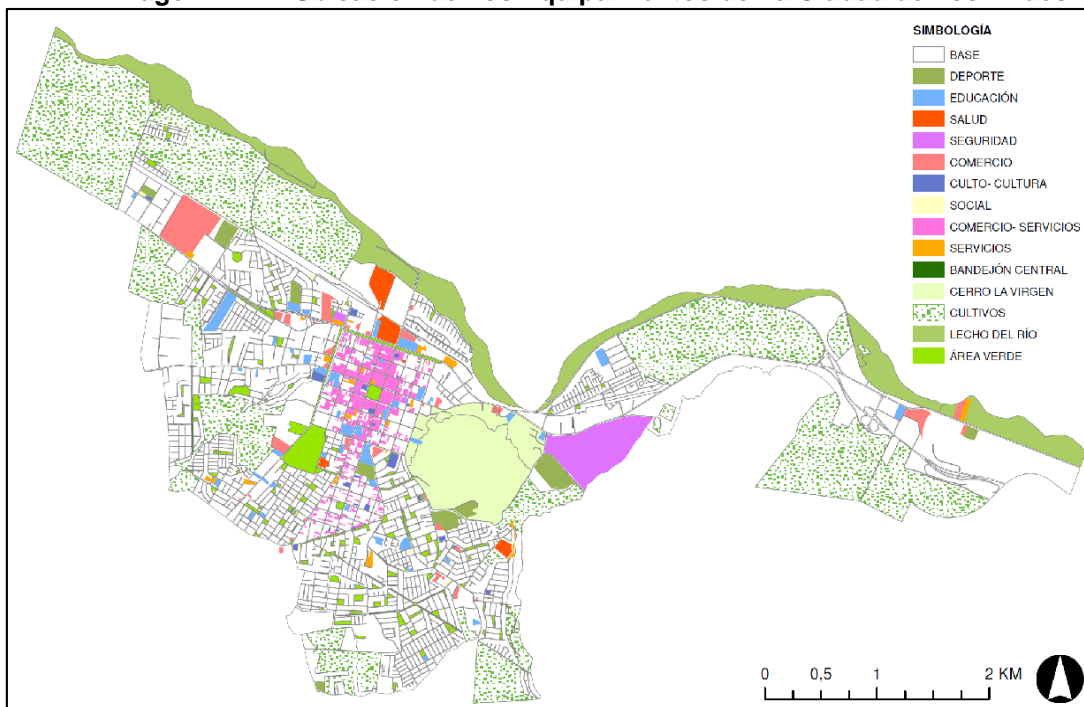 SIMBOLOGÍA
BASE
DEPORTE
EDUCACIÓN
SALUD
SEGURIDAD
COMERCIO
CULTO- CULTURA
SOCIAL
COMERCIO- SERVICIOS
SERVICIOS
BANDEJÓN CENTRAL
CERRO LA VIRGEN
CULTIVOS
LECHO DEL RÍO
ÁREA VERDE
0 0,5 1 2 KM